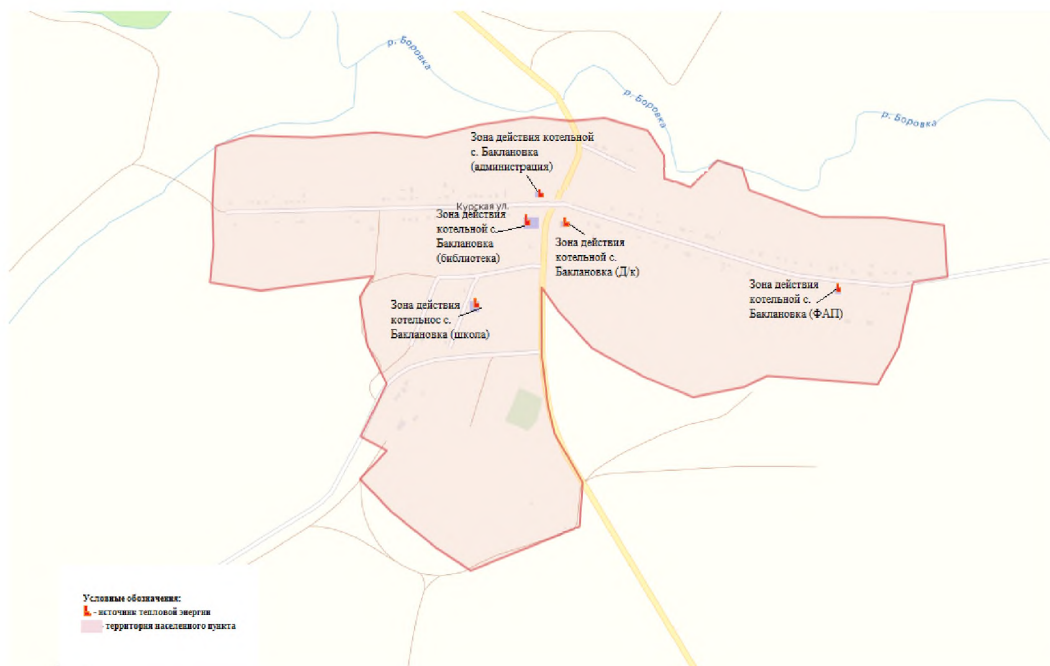 р. Боровка
р. Боровка
р. Боровка
Зона действия котельной
с. Баклановка
(администрация)
Курская ул.
Зона действия
котельной с.
Баклановка
(библиотека)
Зона действия
котельной с.
Баклановка (Д/к)
Зона действия
котельной с.
Баклановка (ФАП)
Зона действия
котельнос с.
Баклановка (школа)
Условные обозначения:
- источник тепловой энергии
- территория населенного пункта